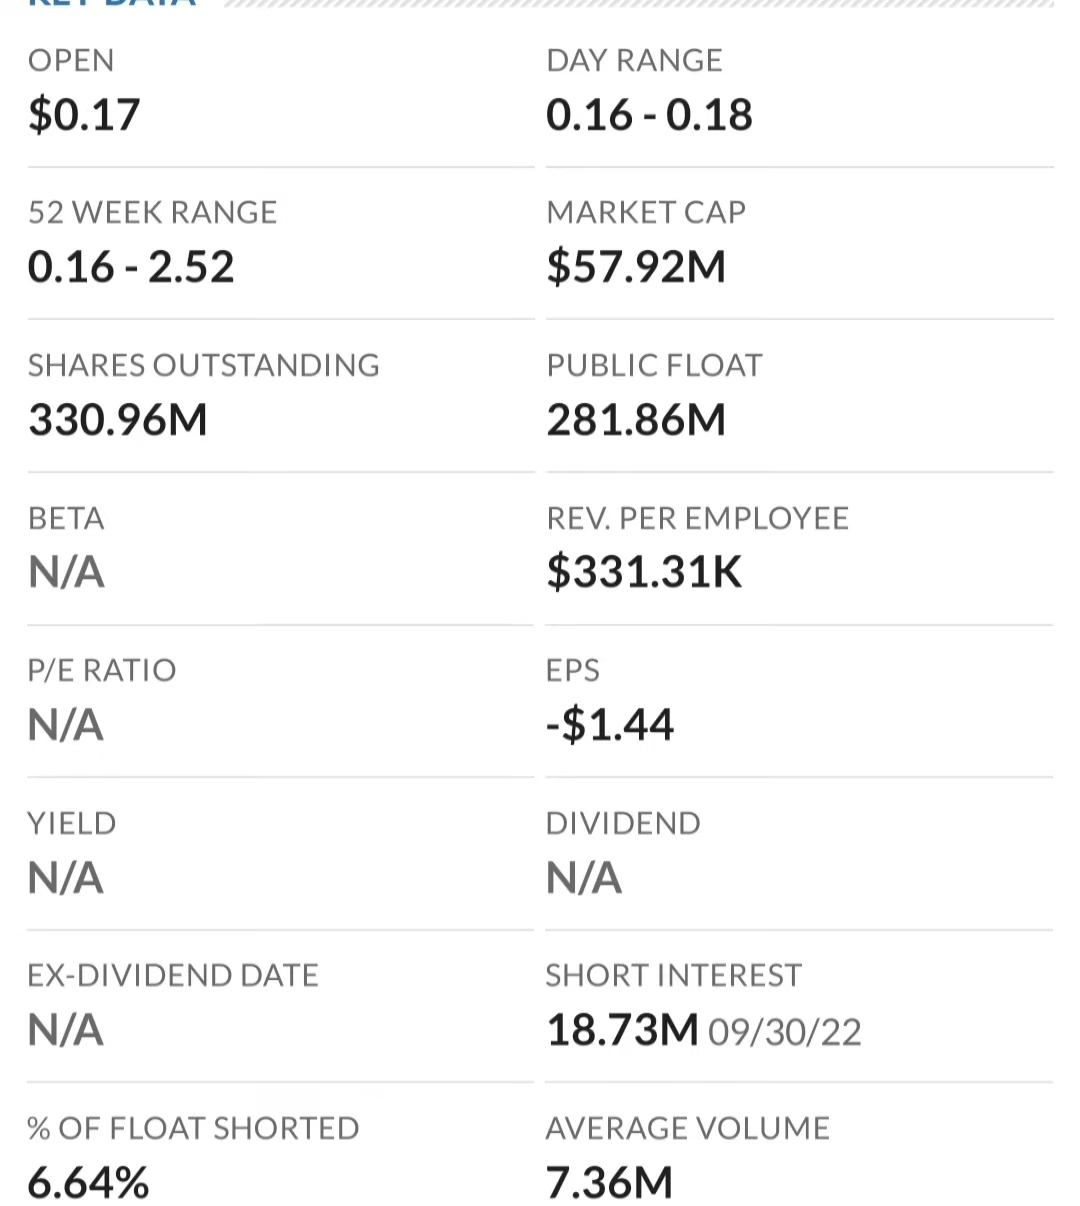 KEY DATA
OPEN
$0.17
DAY RANGE
0.16 - 0.18
52 WEEK RANGE
0.16 - 2.52
MARKET CAP
$57.92M
SHARES OUTSTANDING
330.96M
PUBLIC FLOAT
281.86M
BETA
N/A
REV. PER EMPLOYEE
$331.31K
P/E RATIO
N/A
EPS
-$1.44
YIELD
N/A
DIVIDEND
N/A
EX-DIVIDEND DATE
N/A
SHORT INTEREST
18.73M 09/30/22
% OF FLOAT SHORTED
6.64%
AVERAGE VOLUME
7.36M